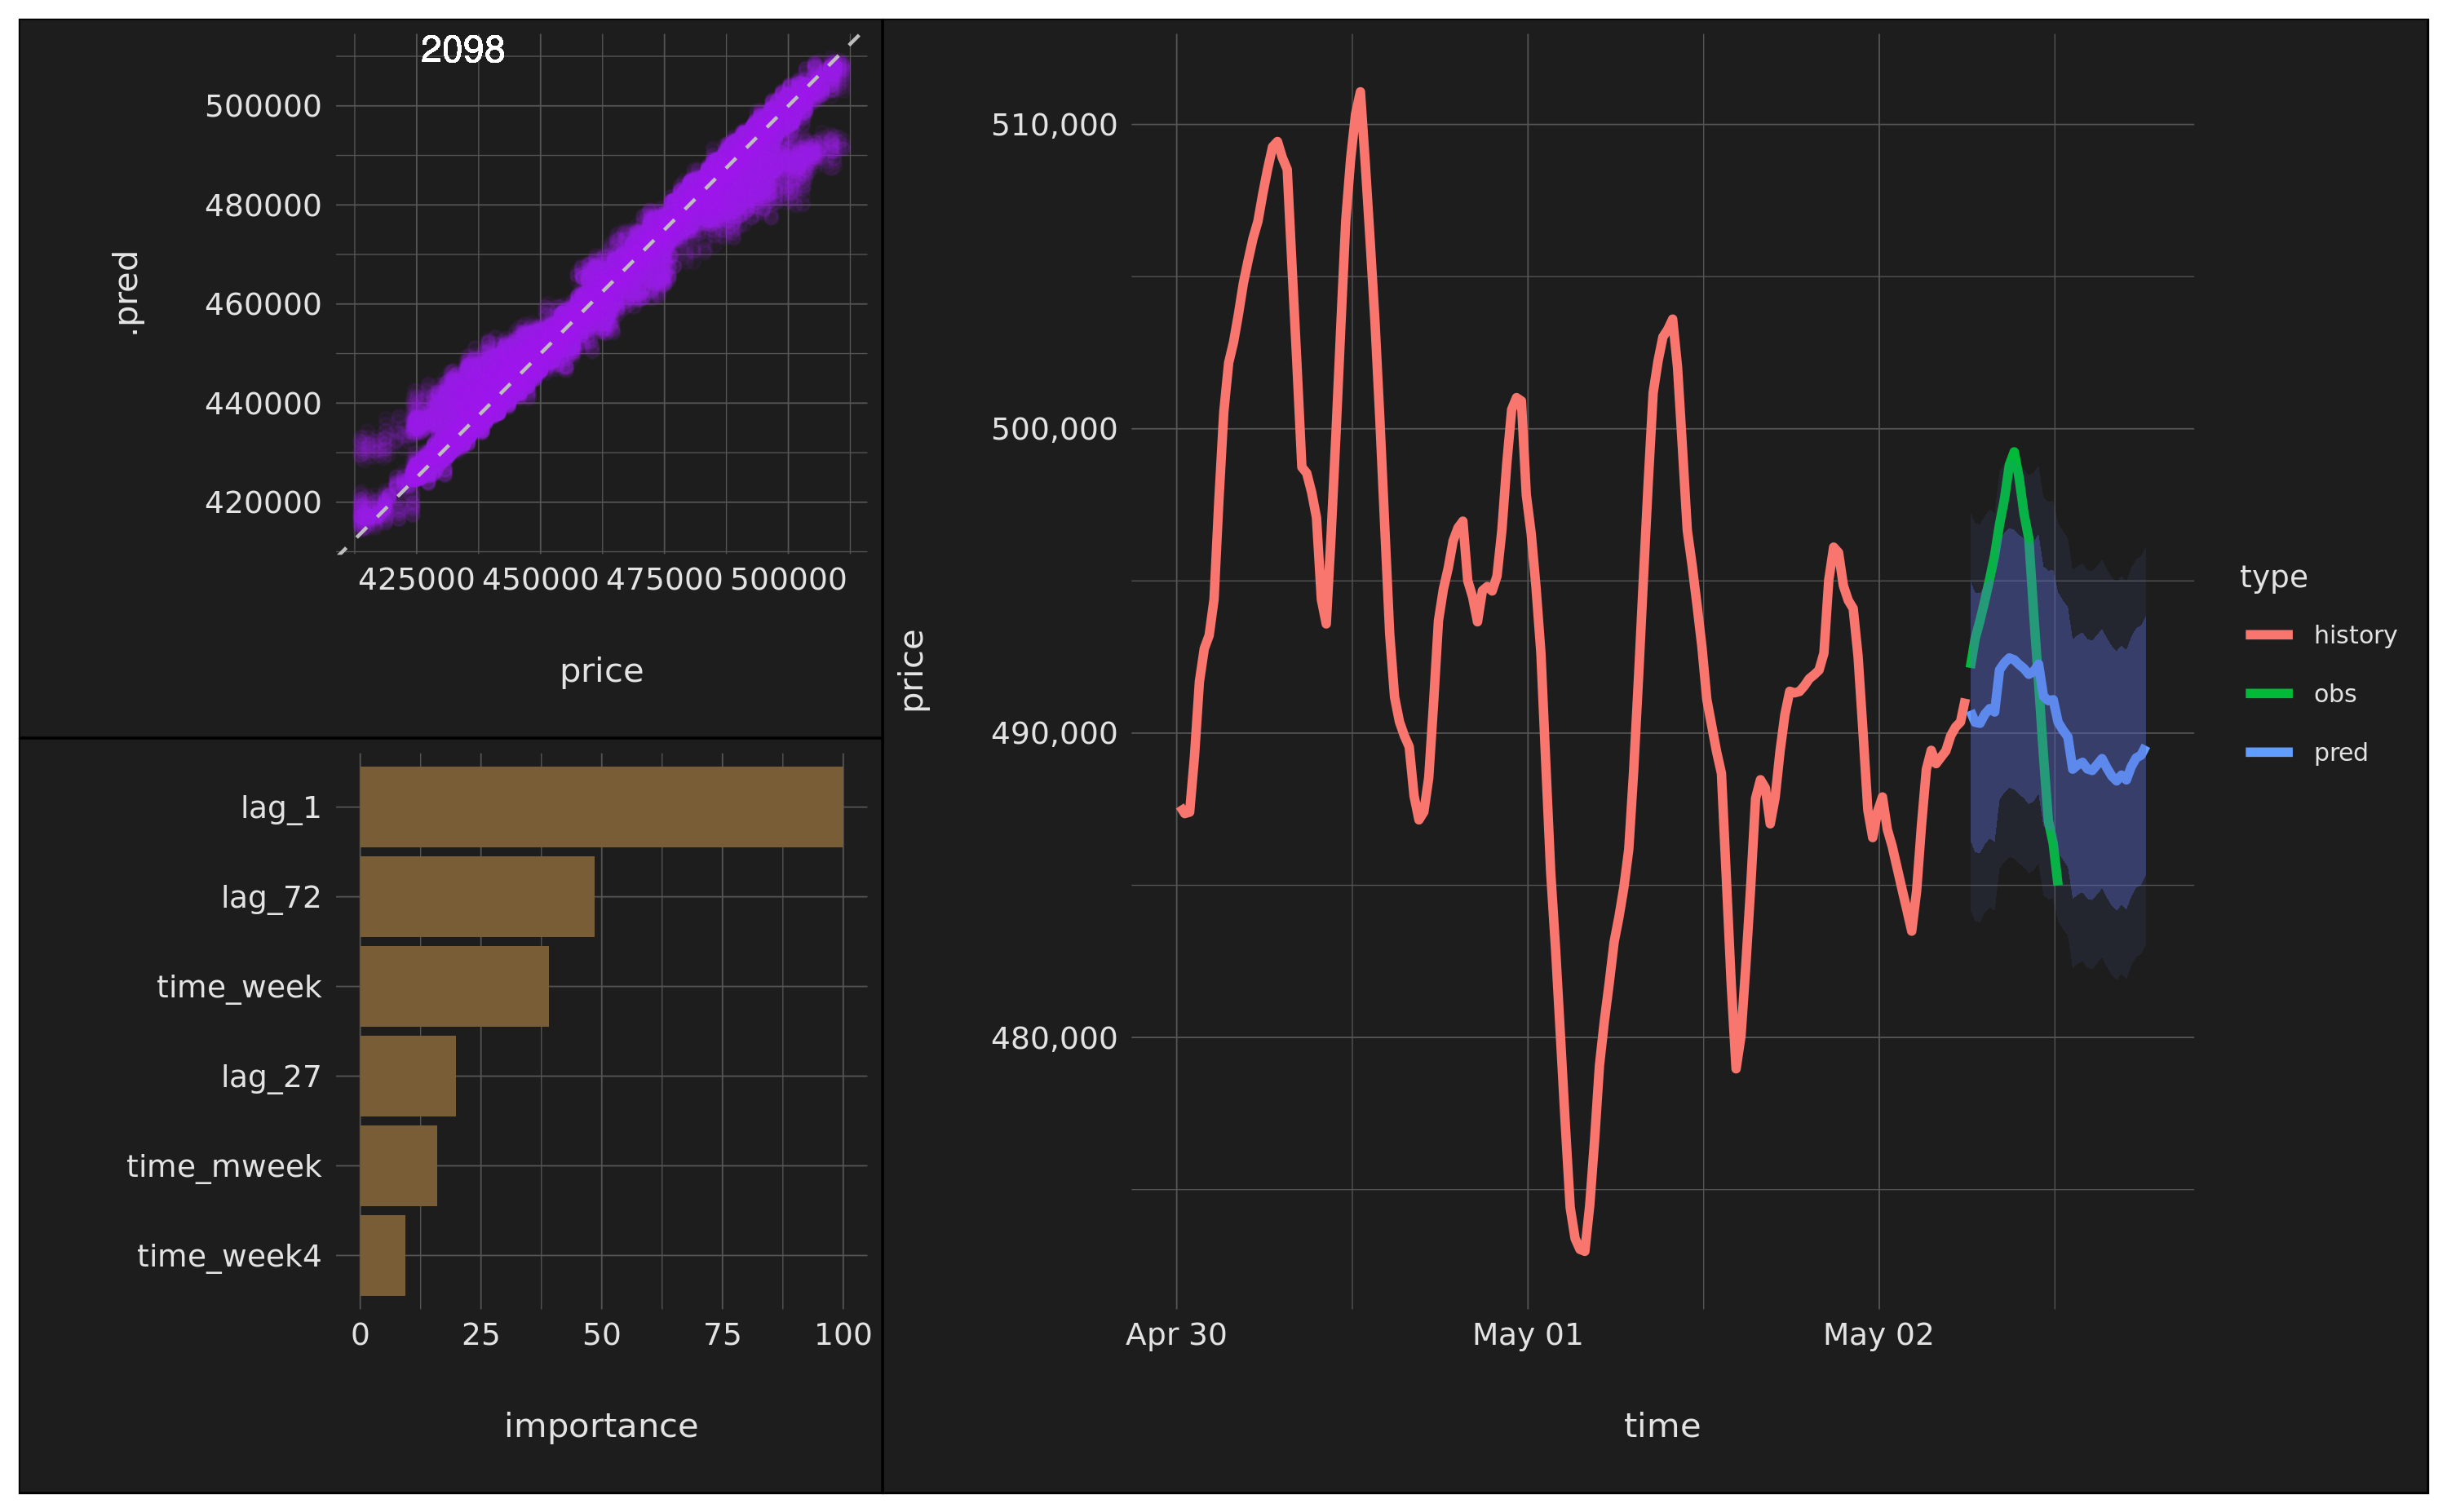 2098
500000
480000
460000
440000
420000
.pred
425000 450000 475000 500000
price
lag_1
lag_72
time_week
lag_27
time_mweek
time_week4
0 25 50 75 100
importance
510,000
500,000
490,000
480,000
price
Apr 30 May 01 May 02
time
type
history
obs
pred